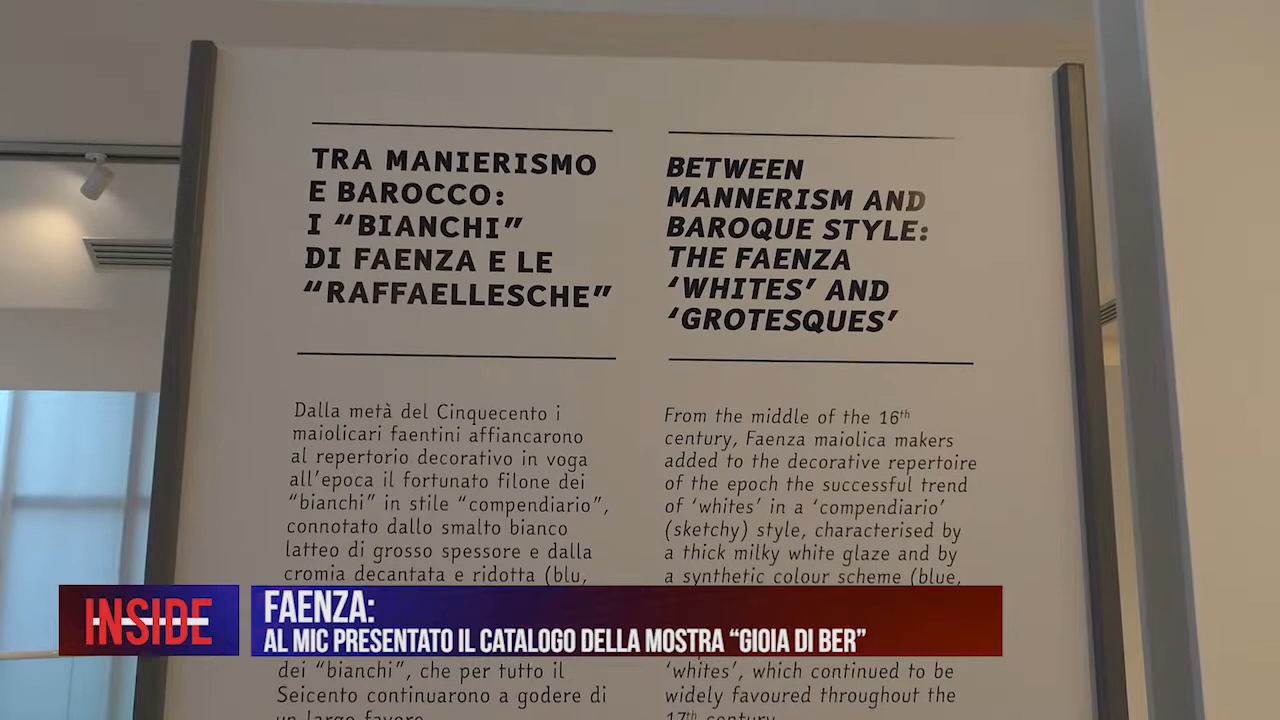 TRA MANIERISMO
E BAROCCO:
I “BIANCHI”
DI FAENZA E LE
“RAFFAELLESCHE”
Dalla metà del Cinquecento i
maiolicari faentini affiancarono
al repertorio decorativo in voga
all’epoca il fortunato filone dei
“bianchi” in stile “compendiario”,
connotato dallo smalto bianco
latteo di grosso spessore e dalla
cromia decantata e ridotta (blu,
dei “bianchi”, che per tutto il
Seicento continuarono a godere di
un largo favore
BETWEEN
MANNERISM AND
BAROQUE STYLE:
THE FAENZA
‘WHITES’ AND
‘GROTESQUES’
From the middle of the 16th
century, Faenza maiolica makers
added to the decorative repertoire
of the epoch the successful trend
of ‘whites’ in a ‘compendiario’
(sketchy) style, characterised by
a thick milky white glaze and by
a synthetic colour scheme (blue,
‘whites’, which continued to be
widely favoured throughout the
17th century
INSIDE
FAENZA:
AL MIC PRESENTATO IL CATALOGO DELLA MOSTRA “GIOIA DI BER”